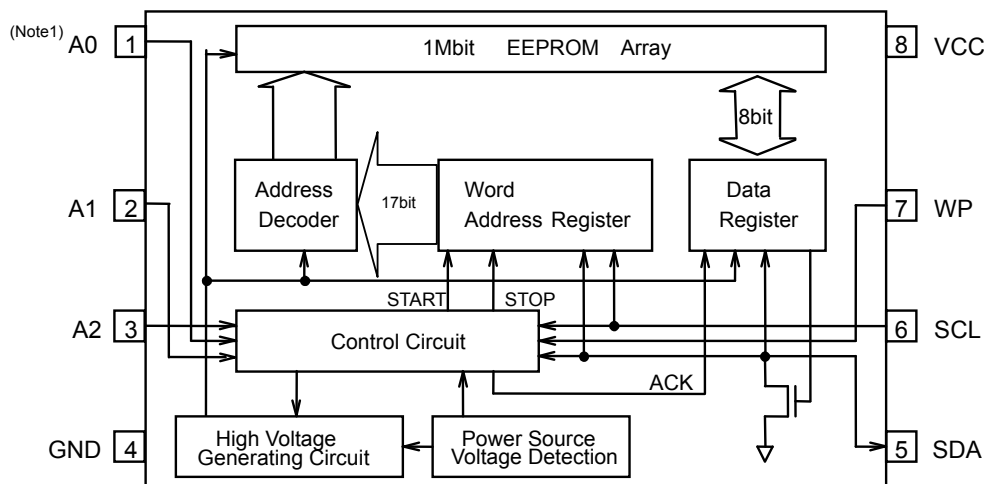 (Note1)
A0 1
1Mbit EEPROM Array
8 VCC
8bit
A1 2
Address
Decoder
17bit
Word
Address Register
Data
Register
7 WP
START
STOP
A2 3
Control Circuit
6 SCL
ACK
GND 4
High Voltage
Generating Circuit
Power Source
Voltage Detection
5 SDA